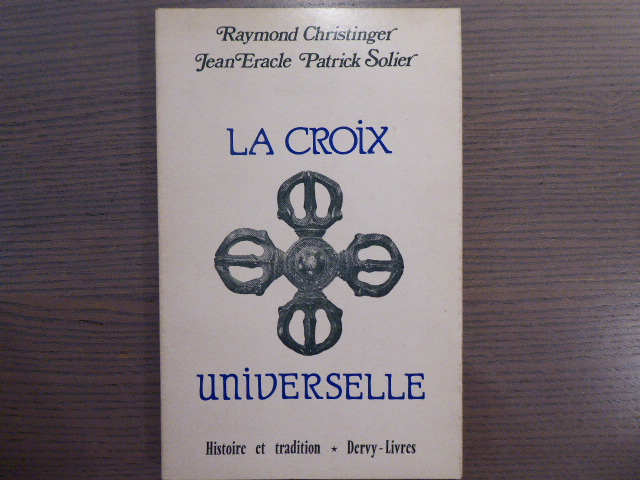 Raymond Christinger
Jean Eracle Patrick Solier
LA CROIX
UNIVERSELLE
Histoire et tradition ★ Dervy-Livres